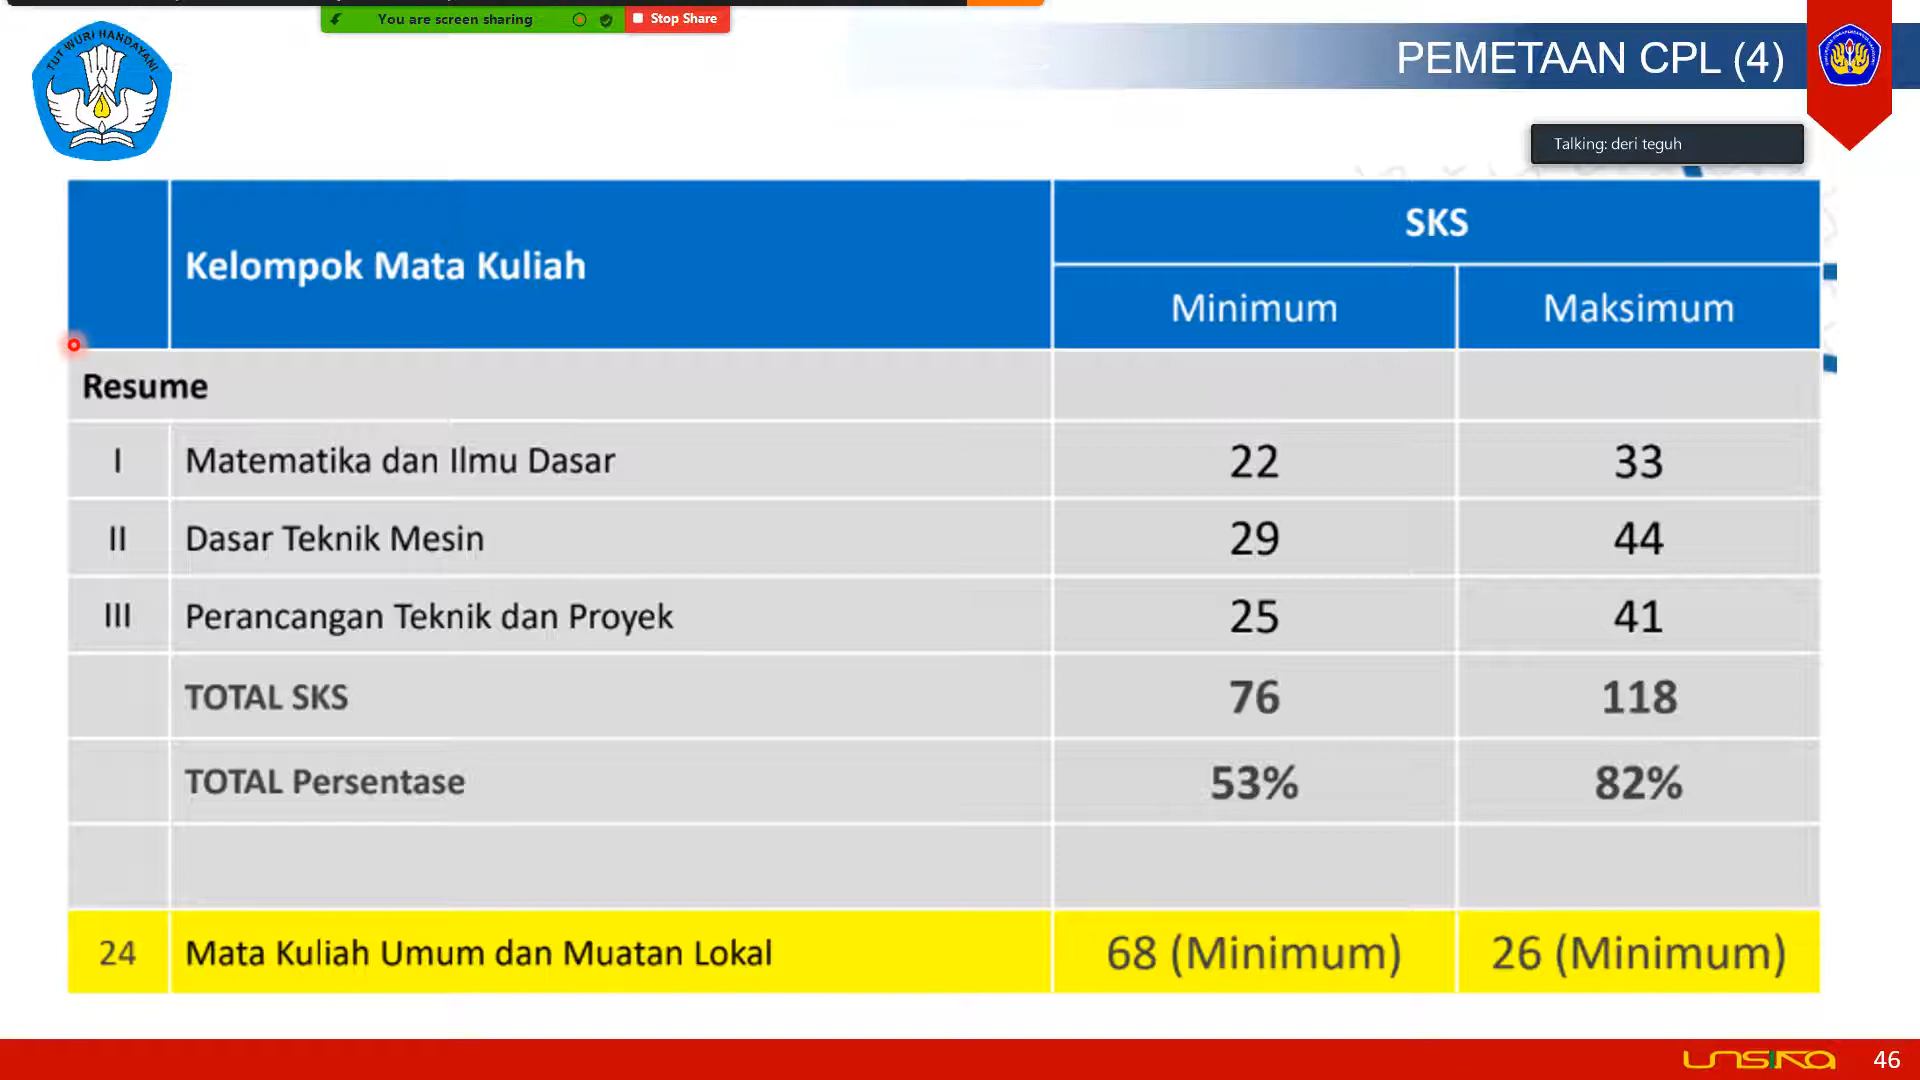 You are screen sharing
Stop Share
TUT WURI HANDAYANI
PEMETAAN CPL (4)
Talking: deri teguh
Kelompok Mata Kuliah
SKS
Minimum Maksimum
Resume
I Matematika dan Ilmu Dasar 22 33
II Dasar Teknik Mesin 29 44
III Perancangan Teknik dan Proyek 25 41
TOTAL SKS 76 118
TOTAL Persentase 53% 82%
24 Mata Kuliah Umum dan Muatan Lokal 68 (Minimum) 26 (Minimum)
UNSIKA 46